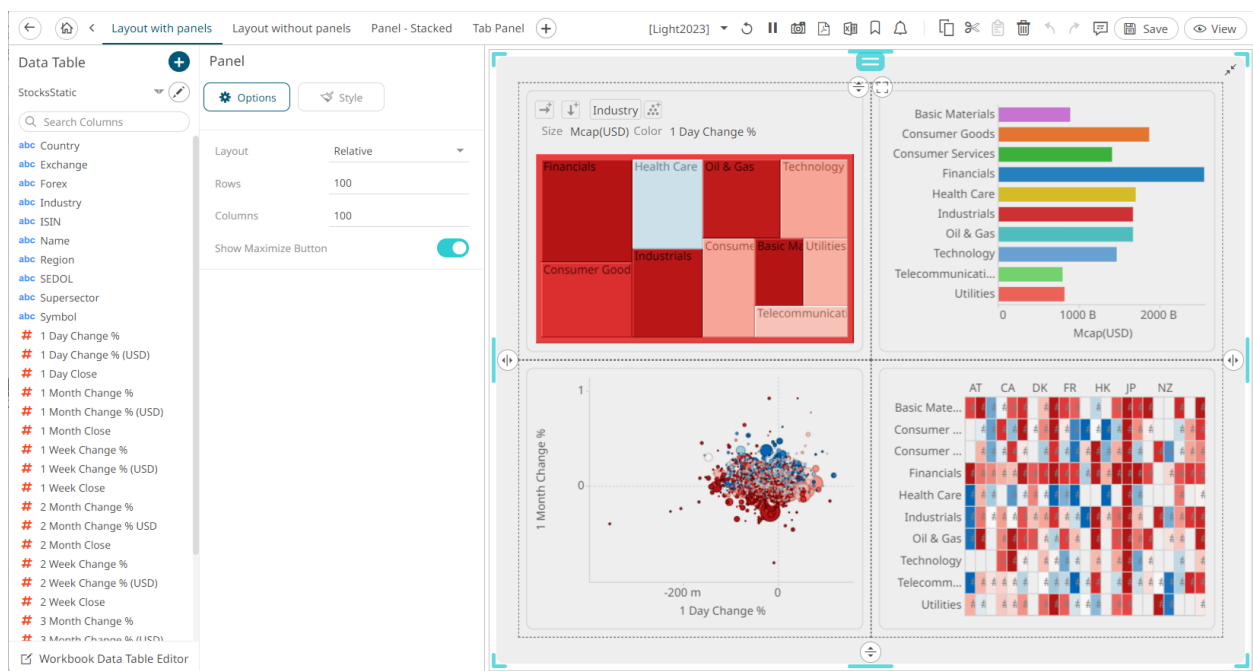 Layout with panels
Layout without panels
Panel - Stacked
Tab Panel
[Light2023]
Save
View
Data Table
StocksStatic
Search Columns
abc Country
abc Exchange
abc Forex
abc Industry
abc ISIN
abc Name
abc Region
abc SEDOL
abc Supersector
abc Symbol
# 1 Day Change %
# 1 Day Change % (USD)
# 1 Day Close
# 1 Month Change %
# 1 Month Change % (USD)
# 1 Month Close
# 1 Week Change %
# 1 Week Change % (USD)
# 1 Week Close
# 2 Month Change %
# 2 Month Change % USD
# 2 Month Close
# 2 Week Change %
# 2 Week Change % (USD)
# 2 Week Close
# 3 Month Change %
# 3 Month Change % (USD)
Workbook Data Table Editor
Panel
Options
Style
Layout Relative
Rows 100
Columns 100
Show Maximize Button
Industry
Size Mcap(USD) Color 1 Day Change %
Financials
Health Care
Oil & Gas
Technology
Consumer Good
Industrials
Consume
Basic Ma
Utilities
Telecommunicati
Basic Materials
Consumer Goods
Consumer Services
Financials
Health Care
Industrials
Oil & Gas
Technology
Telecommunicati...
Utilities
0 1000 B 2000 B
Mcap(USD)
1 Month Change %
1
0
-200 m 0
1 Day Change %
AT CA DK FR HK JP NZ
Basic Mate...
Consumer ...
Consumer ...
Financials
Health Care
Industrials
Oil & Gas
Technology
Telecomm...
Utilities